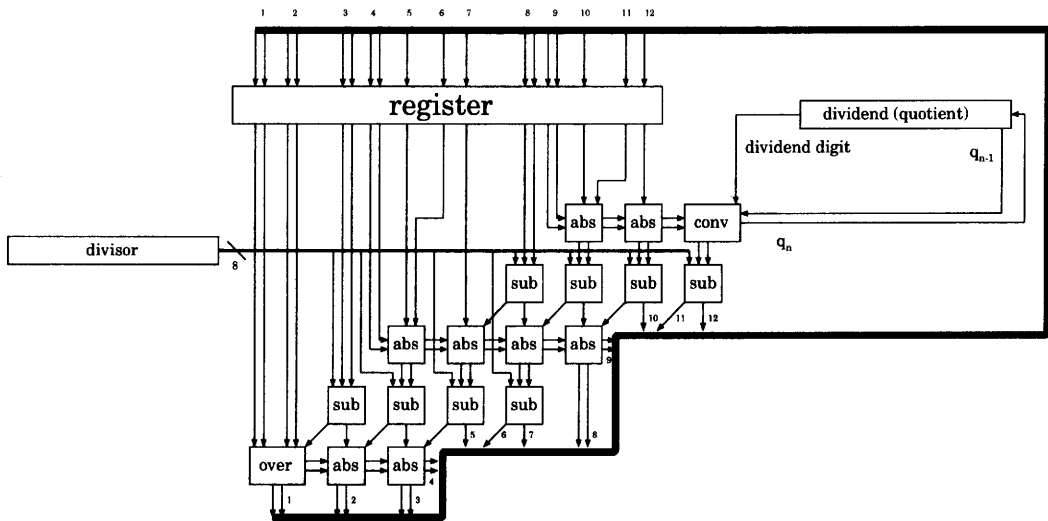 1 2 3 4 5 6 7 8 9 10 11 12
register
dividend (quotient)
dividend digit
q_{n-1}
abs abs conv
q_n
divisor
8
sub sub sub sub
10 11 12
abs abs abs abs
9
sub sub sub sub
5 6 7 8
over abs abs
4
1 2 3